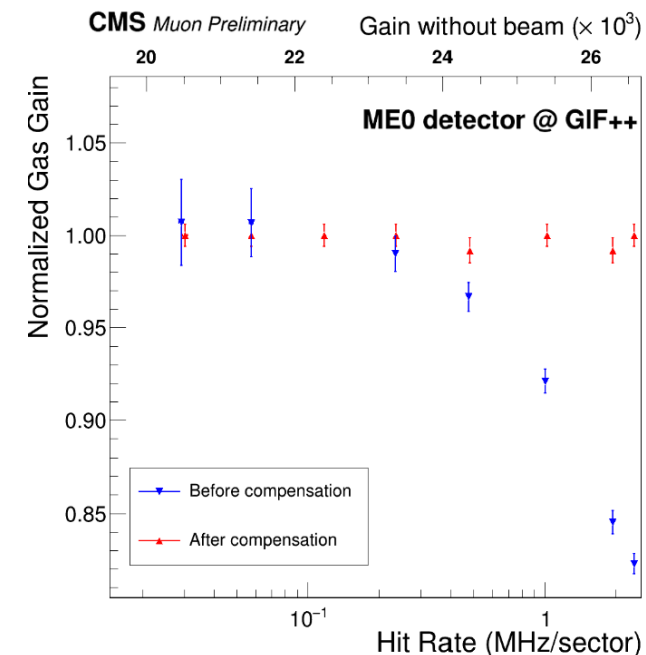 CMS Muon Preliminary
Gain without beam (× 10³)
20 22 24 26
ME0 detector @ GIF++
Normalized Gas Gain
1.05
1.00
0.95
0.90
0.85
Before compensation
After compensation
10⁻¹ 1
Hit Rate (MHz/sector)